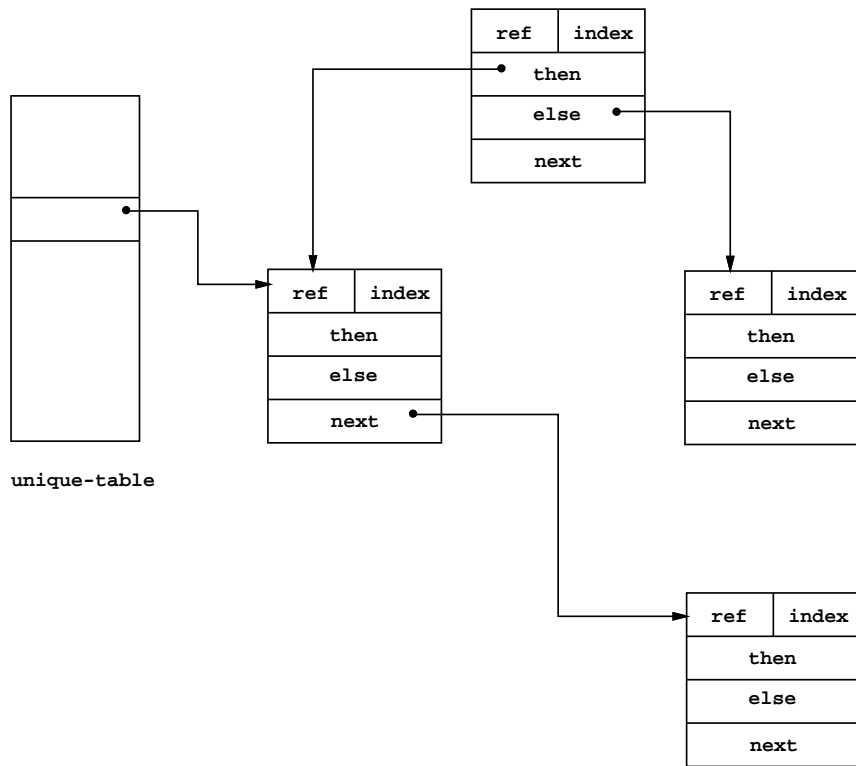 ref index
then
else
next
ref index
then
else
next
ref index
then
else
next
unique-table
ref index
then
else
next